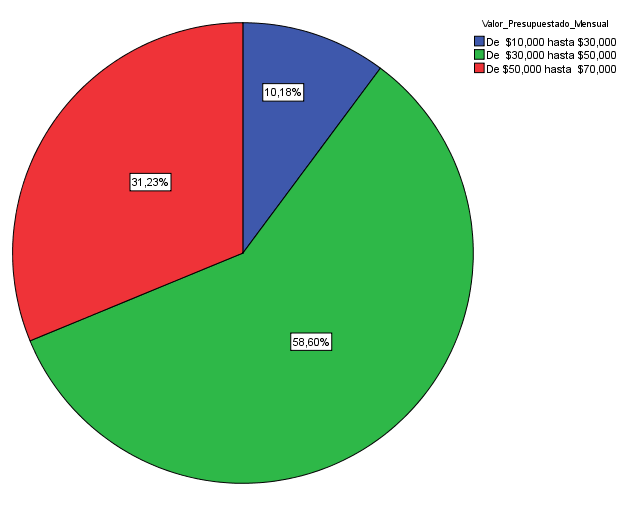 Valor_Presupuestado_Mensual
De $10,000 hasta $30,000
De $30,000 hasta $50,000
De $50,000 hasta $70,000
10,18%
31,23%
58,60%